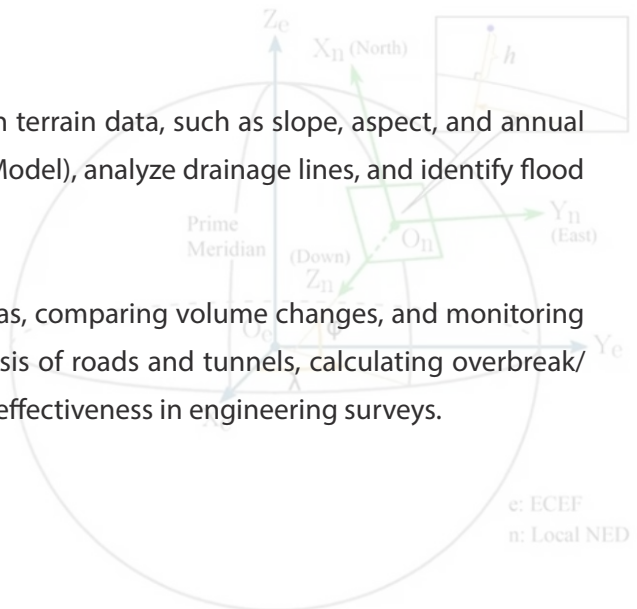 Ze
Xn (North)
h
n terrain data, such as slope, aspect, and annual
Model), analyze drainage lines, and identify flood
Prime
Meridian
(Down)
Zn
On
Yn
(East)
as, comparing volume changes, and monitoring
Oe
φ
Ye
sis of roads and tunnels, calculating overbreak/
λ
effectiveness in engineering surveys.
e: ECEF
n: Local NED